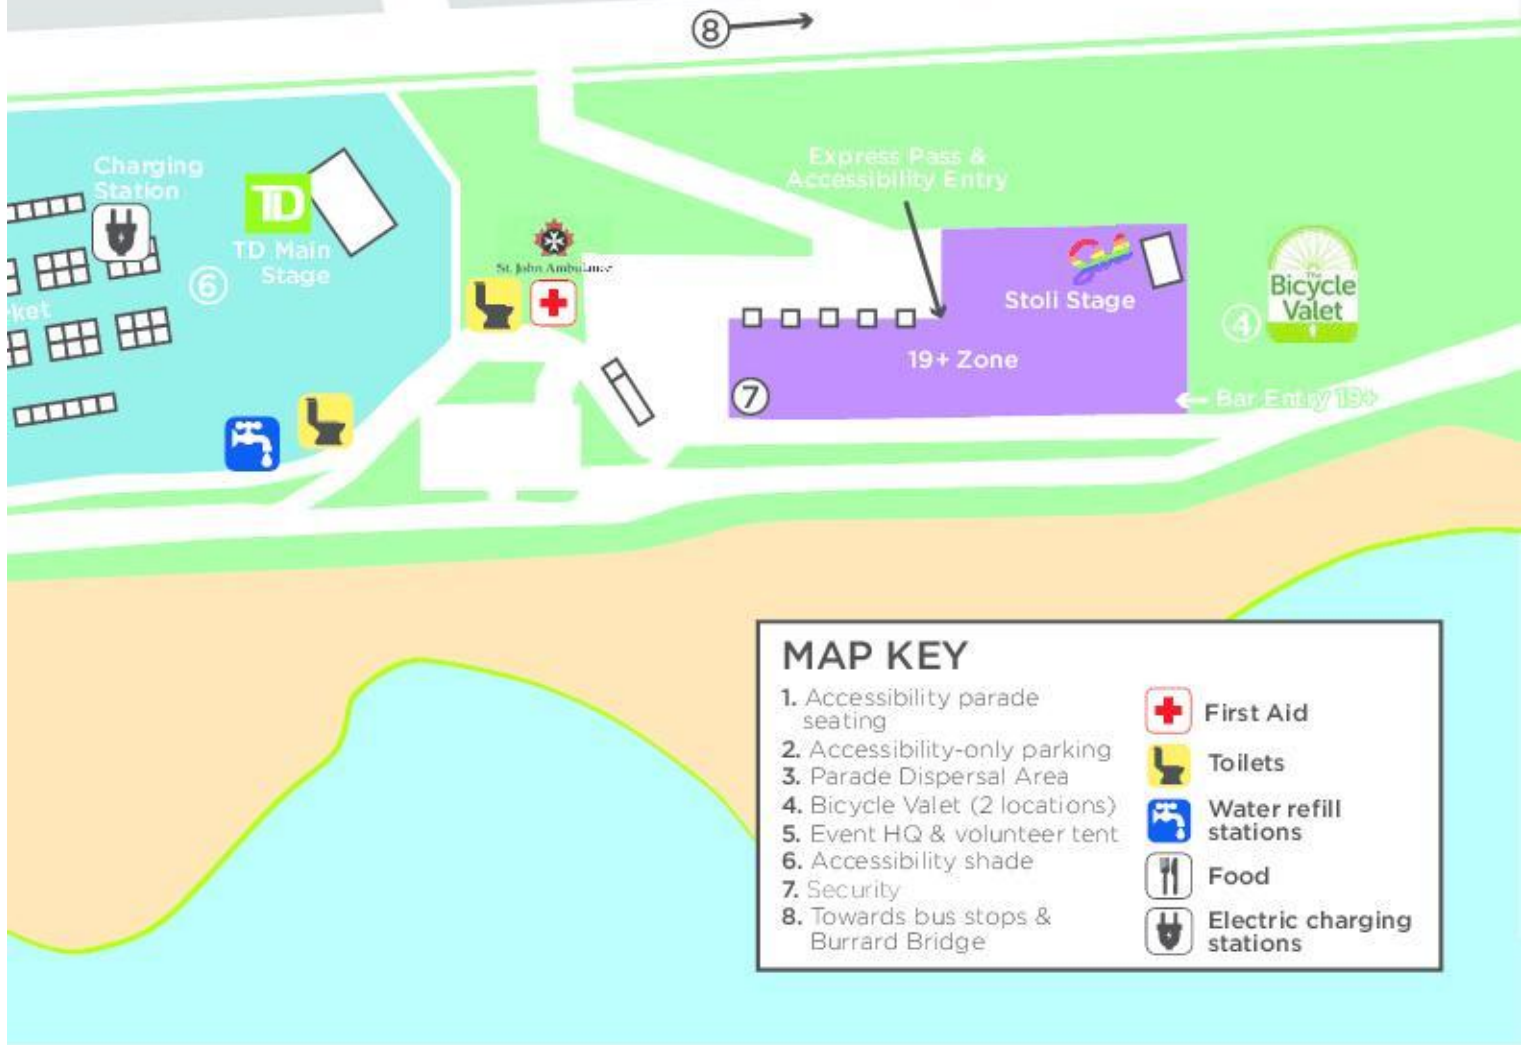 8
Charging
Station
TD
TD Main
Stage
6
ket
St. John Ambulance
Express Pass &
Accessibility Entry
Stoli Stage
19+ Zone
7
The
Bicycle
Valet
4
Bar Entry 19+
MAP KEY
1. Accessibility parade
seating
2. Accessibility-only parking
3. Parade Dispersal Area
4. Bicycle Valet (2 locations)
5. Event HQ & volunteer tent
6. Accessibility shade
7. Security
8. Towards bus stops &
Burrard Bridge
First Aid
Toilets
Water refill
stations
Food
Electric charging
stations